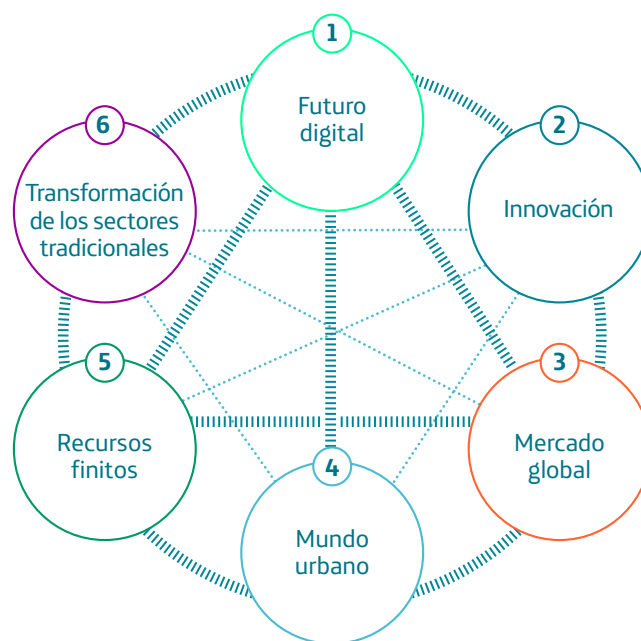 1
Futuro
digital
2
Innovación
3
Mercado
global
4
Mundo
urbano
5
Recursos
finitos
6
Transformación
de los sectores
tradicionales